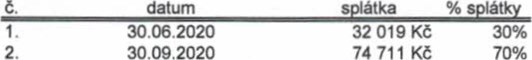 č. datum splátka % splátky
1. 30.06.2020 32 019 Kč 30%
2. 30.09.2020 74 711 Kč 70%